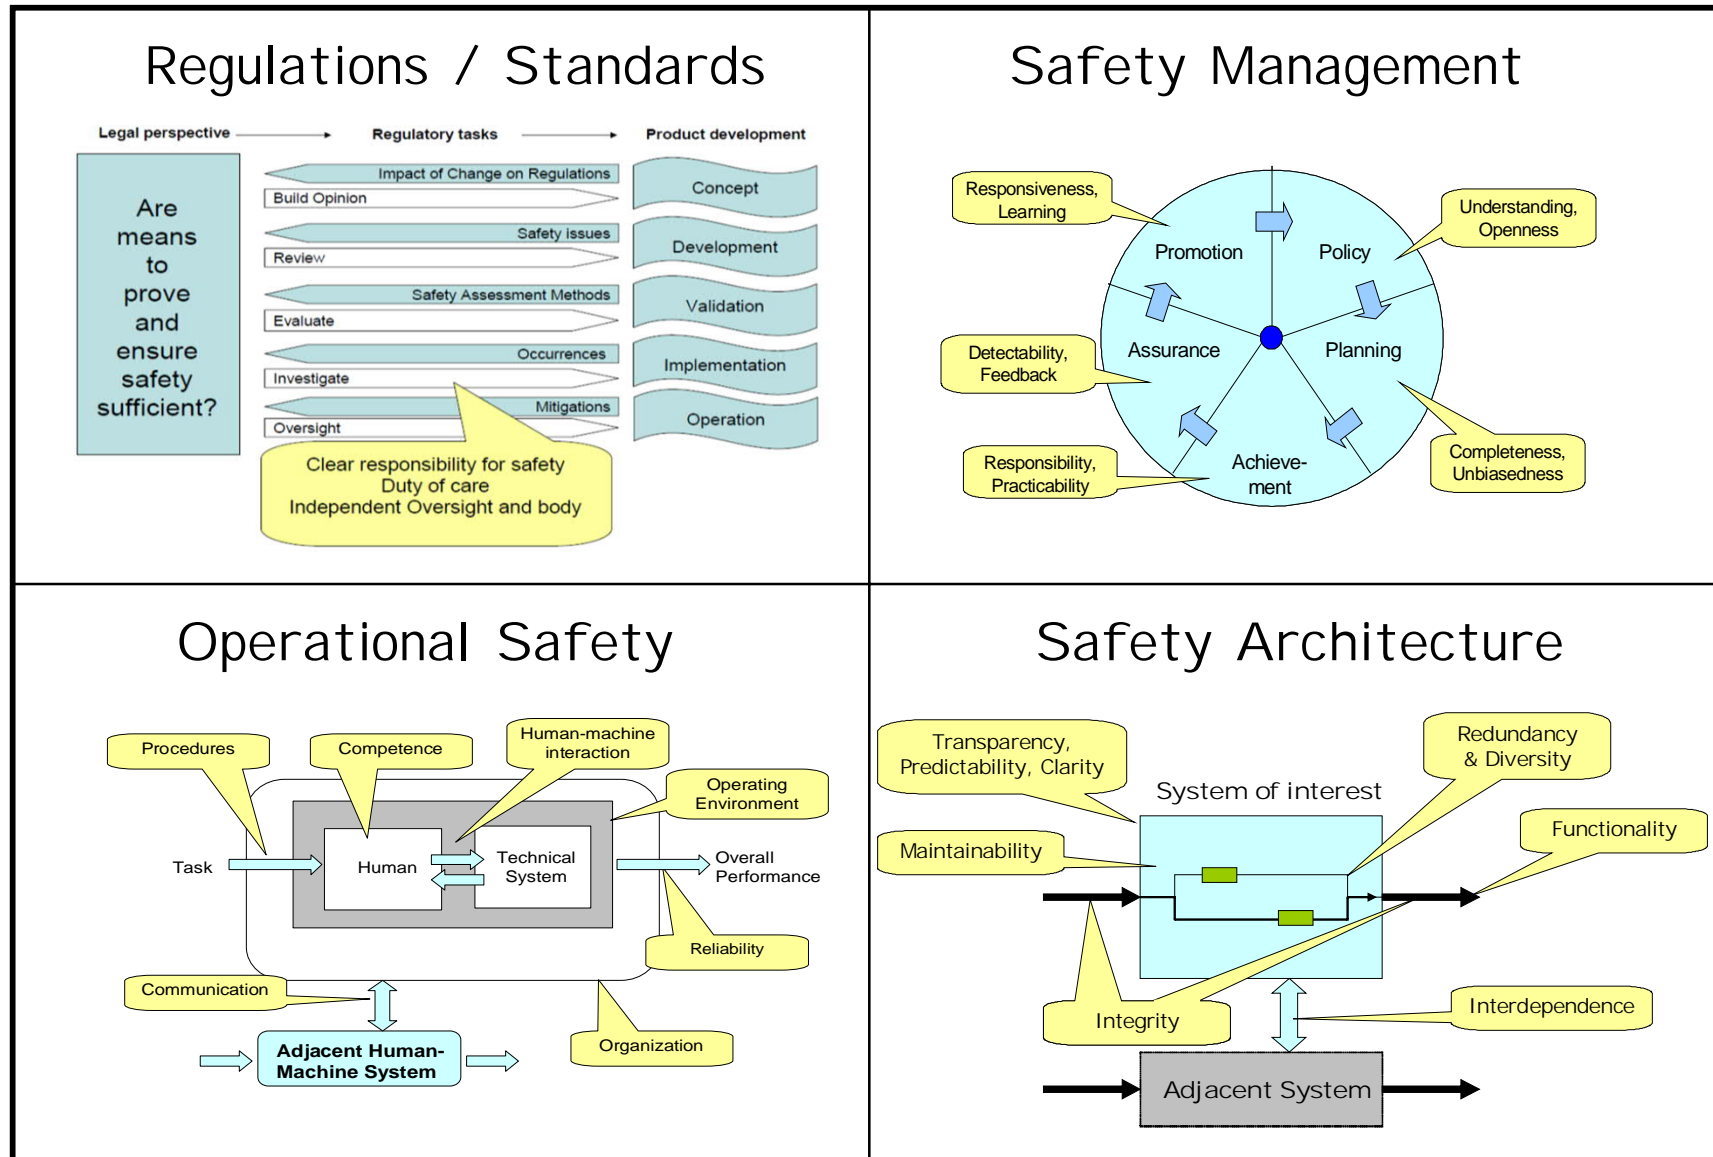 Regulations / Standards
Legal perspective
Regulatory tasks
Product development
Are
means
to
prove
and
ensure
safety
sufficient?
Impact of Change on Regulations
Build Opinion
Concept
Safety issues
Review
Development
Safety Assessment Methods
Evaluate
Validation
Occurrences
Investigate
Implementation
Mitigations
Oversight
Operation
Clear responsibility for safety
Duty of care
Independent Oversight and body
Safety Management
Responsiveness,
Learning
Understanding,
Openness
Promotion
Policy
Detectability,
Feedback
Assurance
Planning
Responsibility,
Practicability
Achieve-
ment
Completeness,
Unbiasedness
Operational Safety
Procedures
Competence
Human-machine
interaction
Operating
Environment
Task
Human
Technical
System
Overall
Performance
Reliability
Communication
Organization
Adjacent Human-
Machine System
Safety Architecture
Transparency,
Predictability, Clarity
Redundancy
& Diversity
System of interest
Functionality
Maintainability
Integrity
Interdependence
Adjacent System